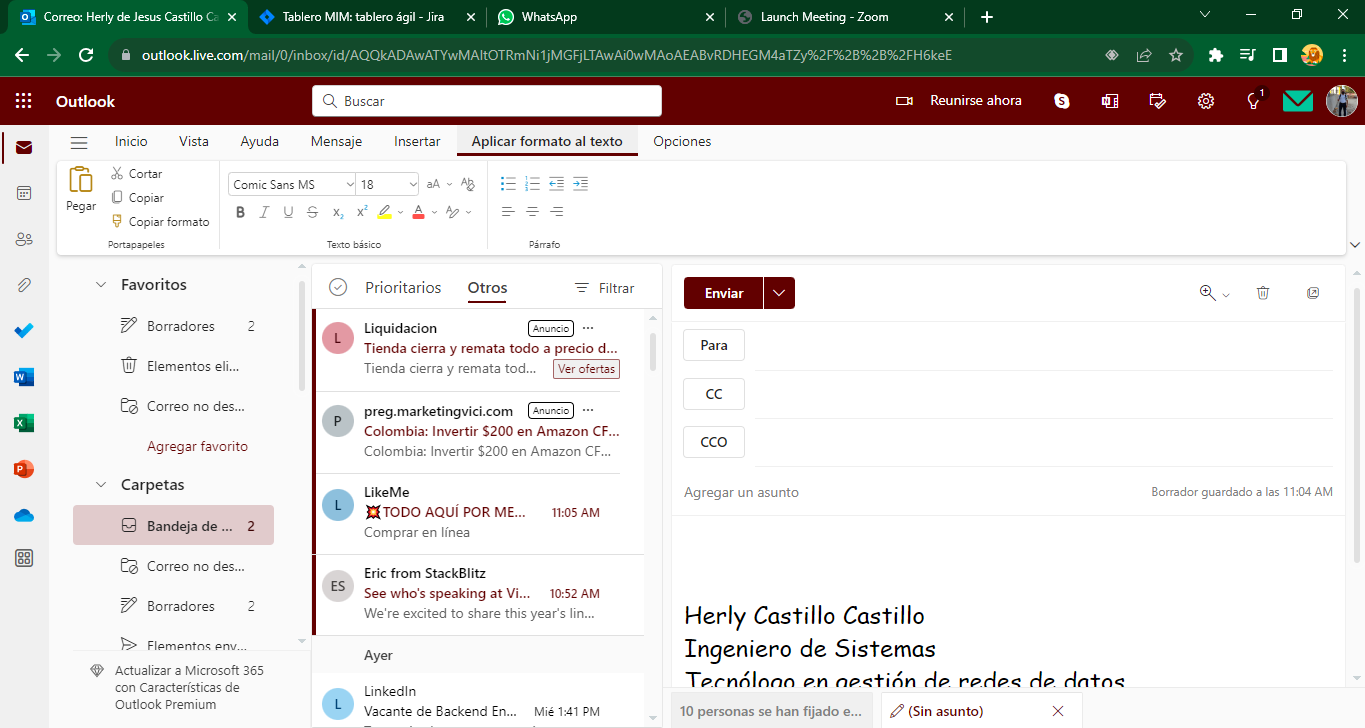 Correo: Herly de Jesus Castillo Ca
Tablero MIM: tablero ágil - Jira
WhatsApp
Launch Meeting - Zoom
outlook.live.com/mail/0/inbox/id/AQQkADAwATYwMAItOTRmNi1jMGFjLTAwAi0wMAoAEABvRDHEGM4aTZy%2F%2B%2B%2FH6keE
Outlook
Buscar
Reunirse ahora
1
Inicio
Vista
Ayuda
Mensaje
Insertar
Aplicar formato al texto
Opciones
Pegar
Cortar
Copiar
Copiar formato
Portapapeles
Comic Sans MS
18
Texto básico
Párrafo
Favoritos
Borradores 2
Elementos eli...
Correo no des...
Agregar favorito
Carpetas
Bandeja de ... 2
Correo no des...
Borradores 2
Elementos env...
Actualizar a Microsoft 365
con Características de
Outlook Premium
Prioritarios
Otros
Filtrar
L
Liquidacion
Anuncio
Tienda cierra y remata todo a precio d...
Tienda cierra y remata tod...
Ver ofertas
P
preg.marketingvici.com
Anuncio
Colombia: Invertir $200 en Amazon CF...
Colombia: Invertir $200 en Amazon CF...
L
LikeMe
💥TODO AQUÍ POR ME... 11:05 AM
Comprar en línea
ES
Eric from StackBlitz
See who's speaking at Vi... 10:52 AM
We're excited to share this year's lin...
Ayer
L
LinkedIn
Vacante de Backend En... Mié 1:41 PM
Enviar
Para
CC
CCO
Agregar un asunto
Borrador guardado a las 11:04 AM
Herly Castillo Castillo
Ingeniero de Sistemas
Tecnólogo en gestión de redes de datos
10 personas se han fijado e...
(Sin asunto)